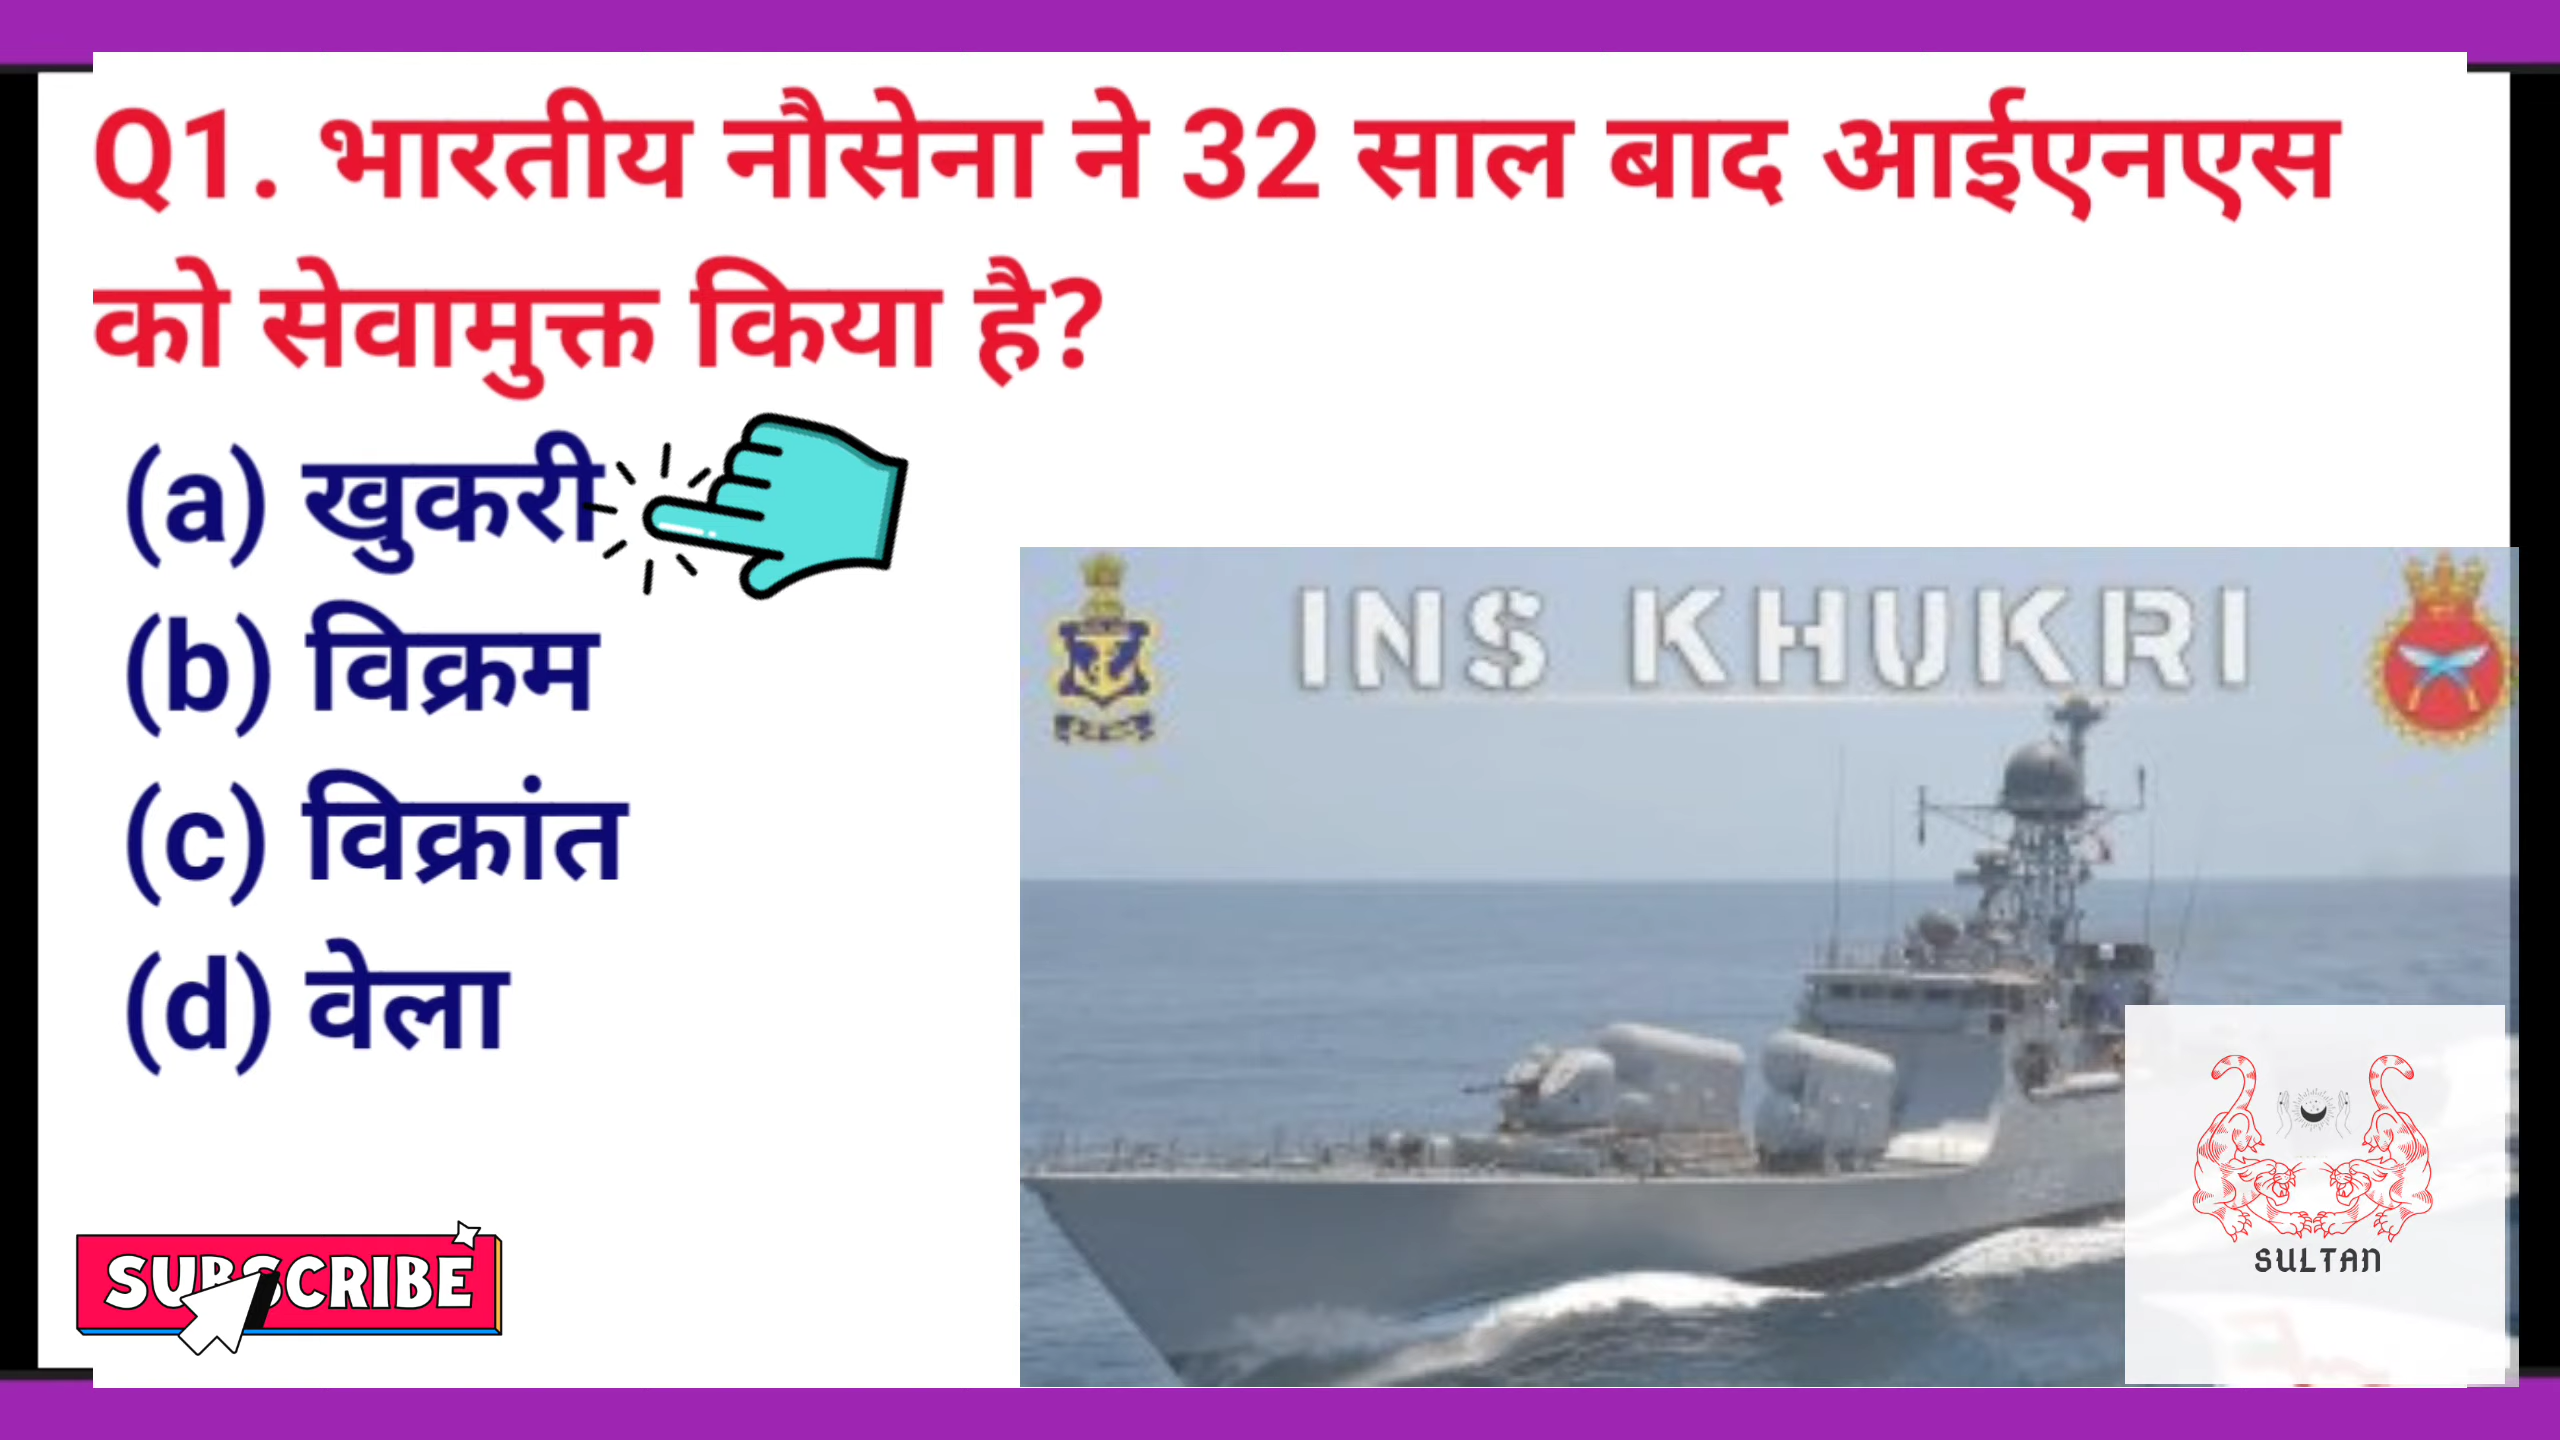 Q1. भारतीय नौसेना ने 32 साल बाद आईएनएस
को सेवामुक्त किया है?
(a) खुकरी
(b) विक्रम
(c) विक्रांत
(d) वेला
INS KHUKRI
SUBSCRIBE
SULTAN